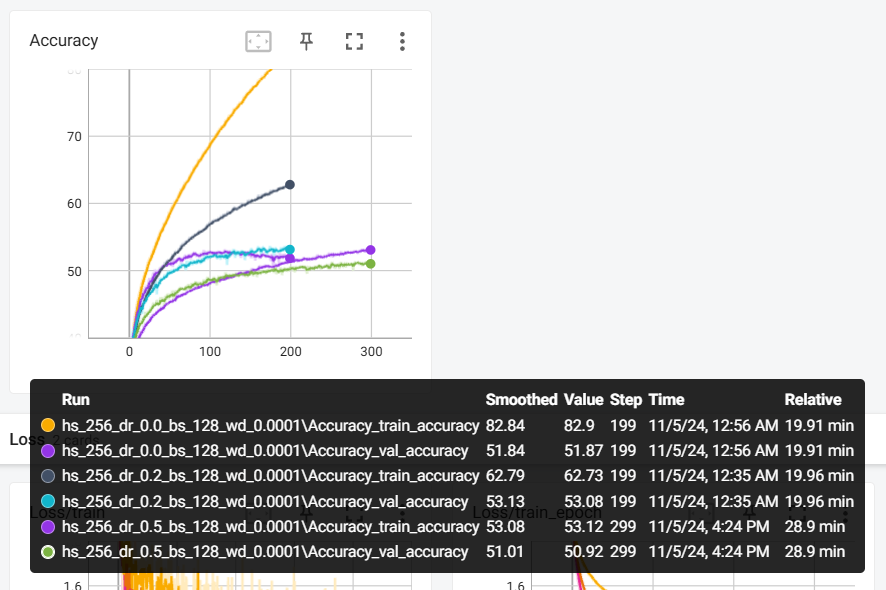 Accuracy
80
70
60
50
40
0 100 200 300
Run Smoothed Value Step Time Relative
hs_256_dr_0.0_bs_128_wd_0.0001\Accuracy_train_accuracy 82.84 82.9 199 11/5/24, 12:56 AM 19.91 min
hs_256_dr_0.0_bs_128_wd_0.0001\Accuracy_val_accuracy 51.84 51.87 199 11/5/24, 12:56 AM 19.91 min
hs_256_dr_0.2_bs_128_wd_0.0001\Accuracy_train_accuracy 62.79 62.73 199 11/5/24, 12:35 AM 19.96 min
hs_256_dr_0.2_bs_128_wd_0.0001\Accuracy_val_accuracy 53.13 53.08 199 11/5/24, 12:35 AM 19.96 min
hs_256_dr_0.5_bs_128_wd_0.0001\Accuracy_train_accuracy 53.08 53.12 299 11/5/24, 4:24 PM 28.9 min
hs_256_dr_0.5_bs_128_wd_0.0001\Accuracy_val_accuracy 51.01 50.92 299 11/5/24, 4:24 PM 28.9 min
Loss 2 cards
Loss/train Loss/train_epoch
1.6 1.6